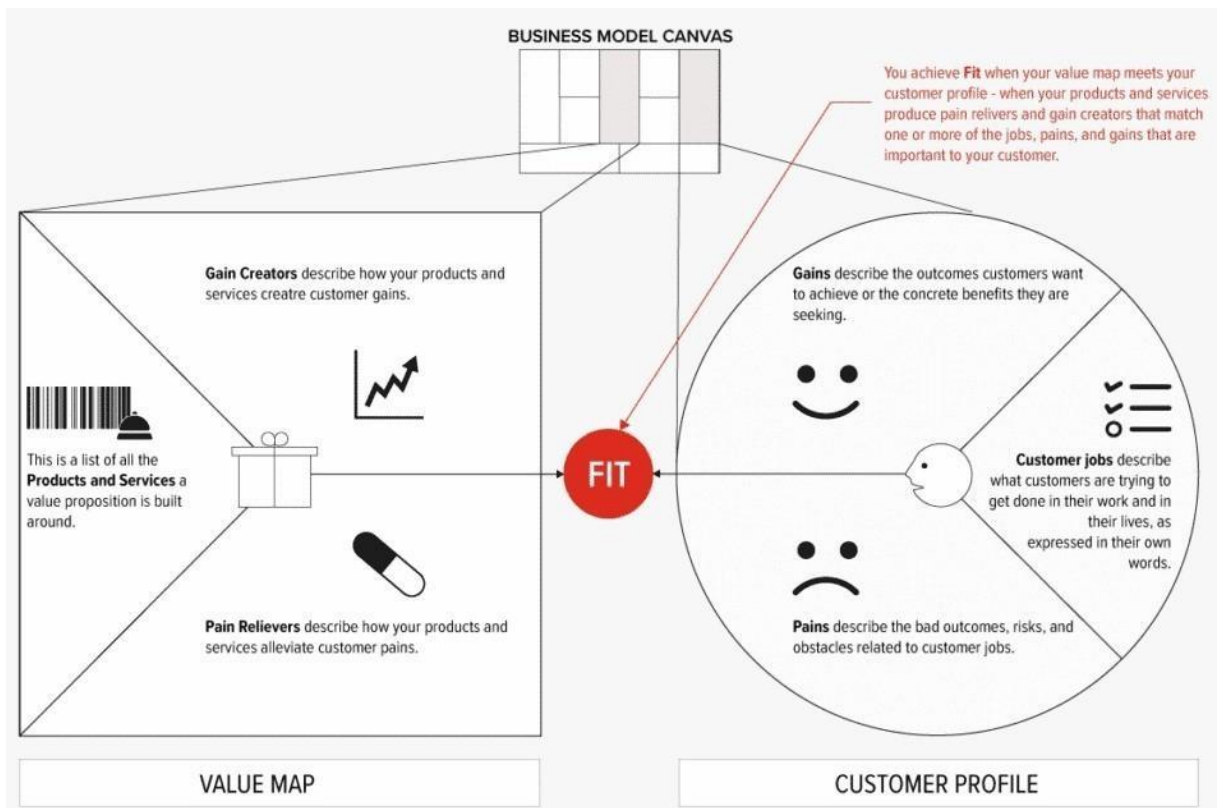 BUSINESS MODEL CANVAS
You achieve Fit when your value map meets your
customer profile - when your products and services
produce pain relivers and gain creators that match
one or more of the jobs, pains, and gains that are
important to your customer.
Gain Creators describe how your products and
services creatre customer gains.
This is a list of all the
Products and Services a
value proposition is built
around.
Pain Relievers describe how your products and
services alleviate customer pains.
FIT
Gains describe the outcomes customers want
to achieve or the concrete benefits they are
seeking.
Customer jobs describe
what customers are trying to
get done in their work and in
their lives, as
expressed in their own
words.
Pains describe the bad outcomes, risks, and
obstacles related to customer jobs.
VALUE MAP
CUSTOMER PROFILE